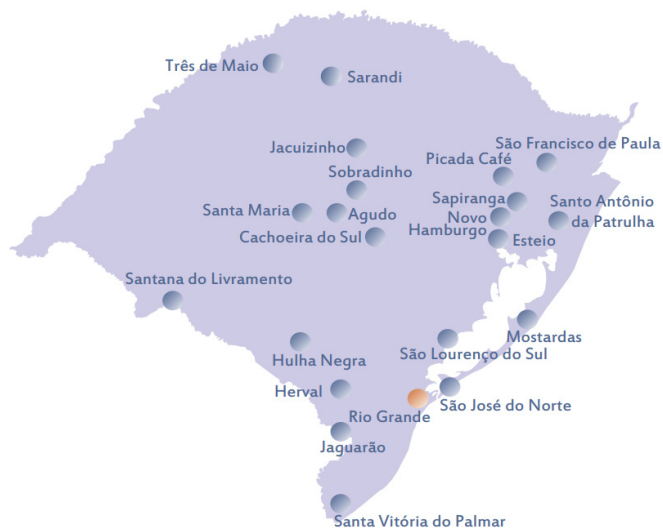 Três de Maio
Sarandi
Jacuizinho
São Francisco de Paula
Picada Café
Sobradinho
Sapiranga
Santo Antônio
da Patrulha
Santa Maria
Agudo
Novo
Hamburgo
Cachoeira do Sul
Esteio
Santana do Livramento
Mostardas
São Lourenço do Sul
Hulha Negra
Herval
São José do Norte
Rio Grande
Jaguarão
Santa Vitória do Palmar